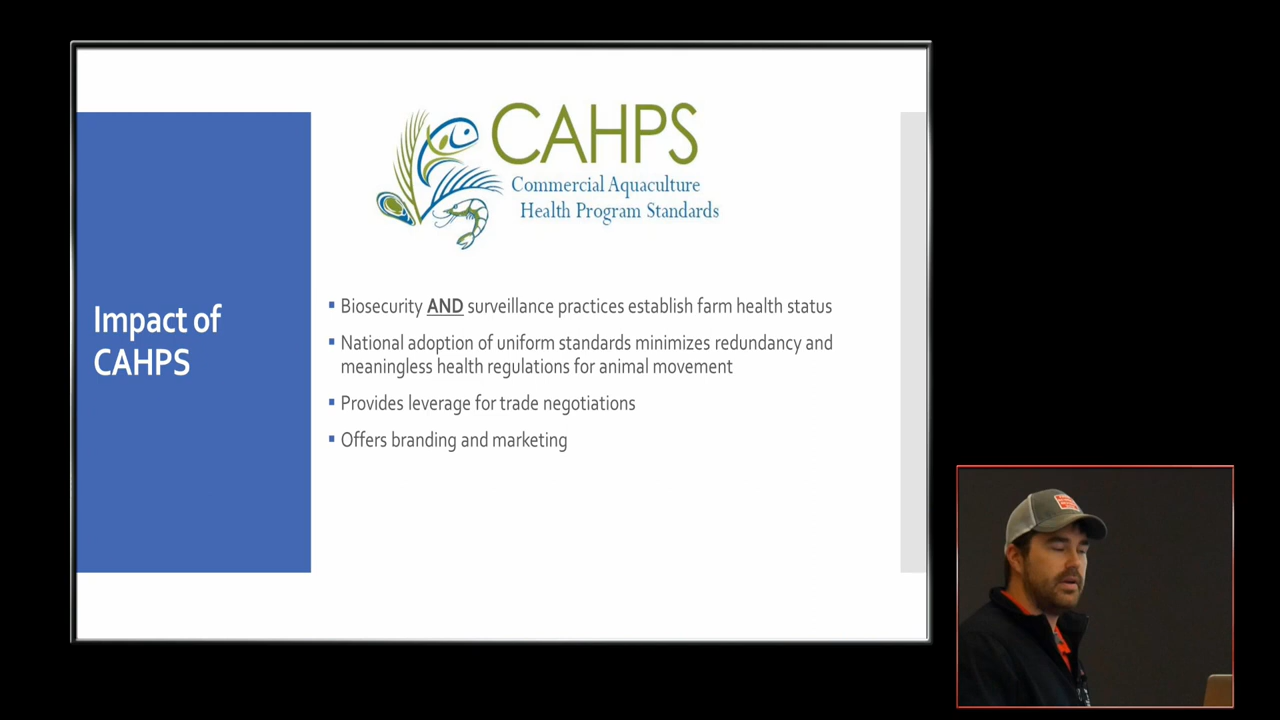 CAHPS
Commercial Aquaculture
Health Program Standards
Impact of
CAHPS
Biosecurity AND surveillance practices establish farm health status
National adoption of uniform standards minimizes redundancy and
meaningless health regulations for animal movement
Provides leverage for trade negotiations
Offers branding and marketing